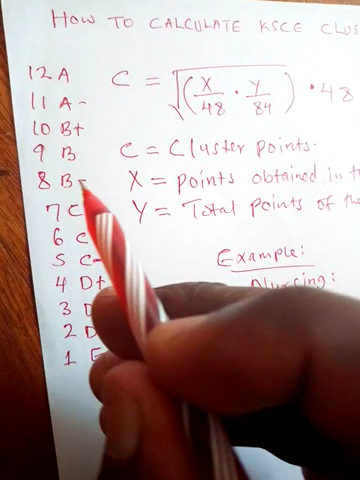 HOW TO CALCULATE KSCE CLUS
12 A
11 A-
10 B+
9 B
8 B-
7 C
6 C
5 C-
4 D+
3 D
2 D
1 E
C = √(X/48 · Y/84) · 48
C = Cluster points.
X = points obtained in
Y = Total points of the
Example:
Nursing: